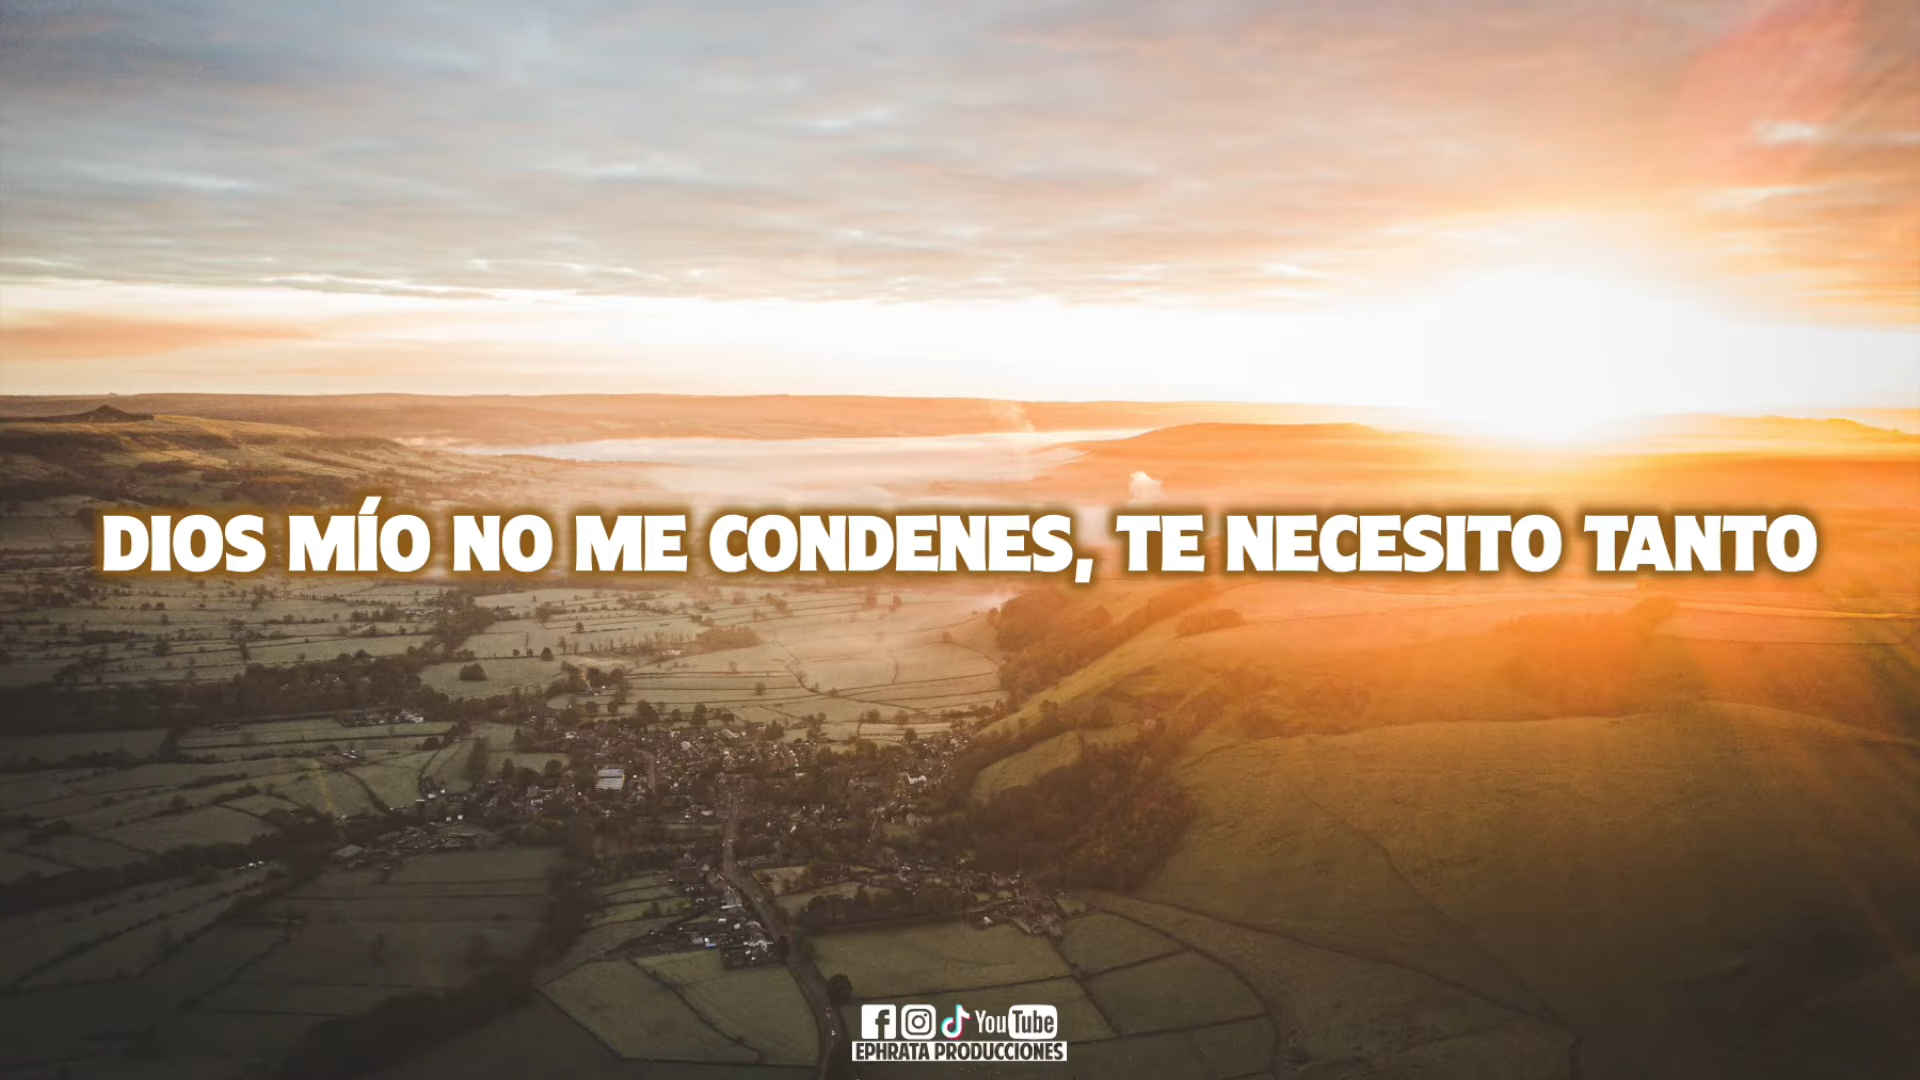 DIOS MÍO NO ME CONDENES, TE NECESITO TANTO
YouTube
EPHRATA PRODUCCIONES